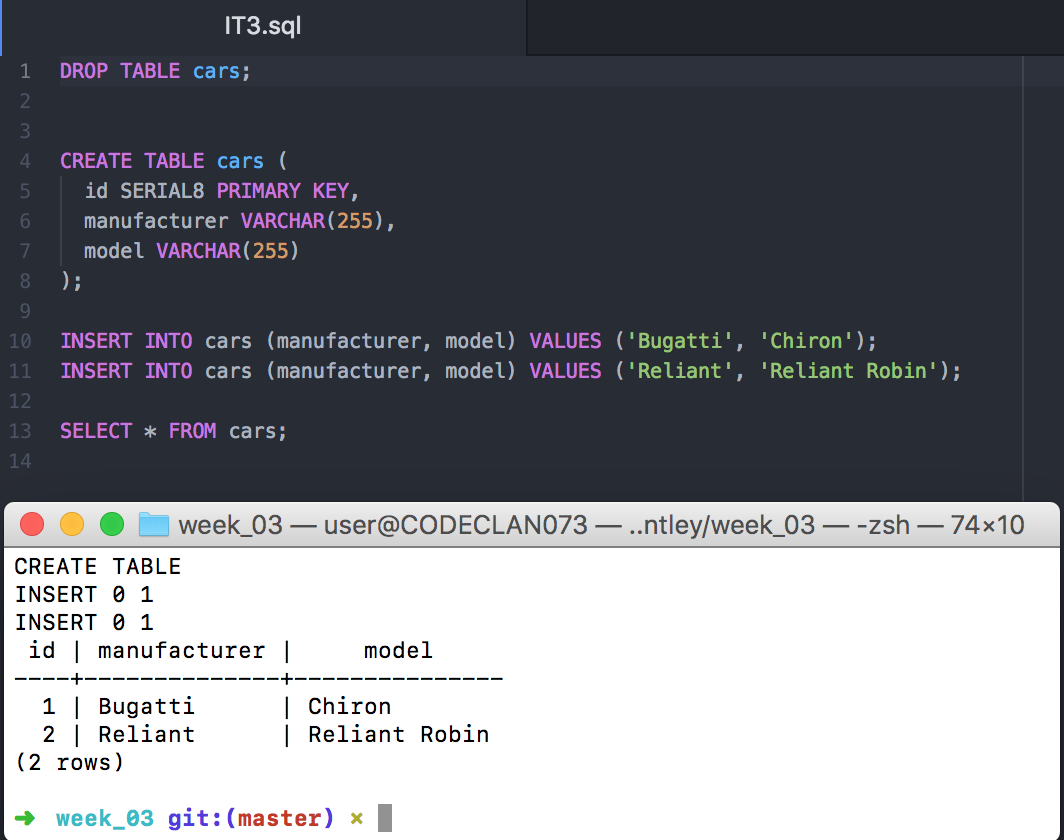 IT3.sql
1 DROP TABLE cars;
2
3
4 CREATE TABLE cars (
5   id SERIAL8 PRIMARY KEY,
6   manufacturer VARCHAR(255),
7   model VARCHAR(255)
8 );
9
10 INSERT INTO cars (manufacturer, model) VALUES ('Bugatti', 'Chiron');
11 INSERT INTO cars (manufacturer, model) VALUES ('Reliant', 'Reliant Robin');
12
13 SELECT * FROM cars;
14
week_03 — user@CODECLAN073 — ..ntley/week_03 — -zsh — 74×10
CREATE TABLE
INSERT 0 1
INSERT 0 1
 id | manufacturer |     model
----+--------------+---------------
  1 | Bugatti      | Chiron
  2 | Reliant      | Reliant Robin
(2 rows)
➜  week_03 git:(master) ×